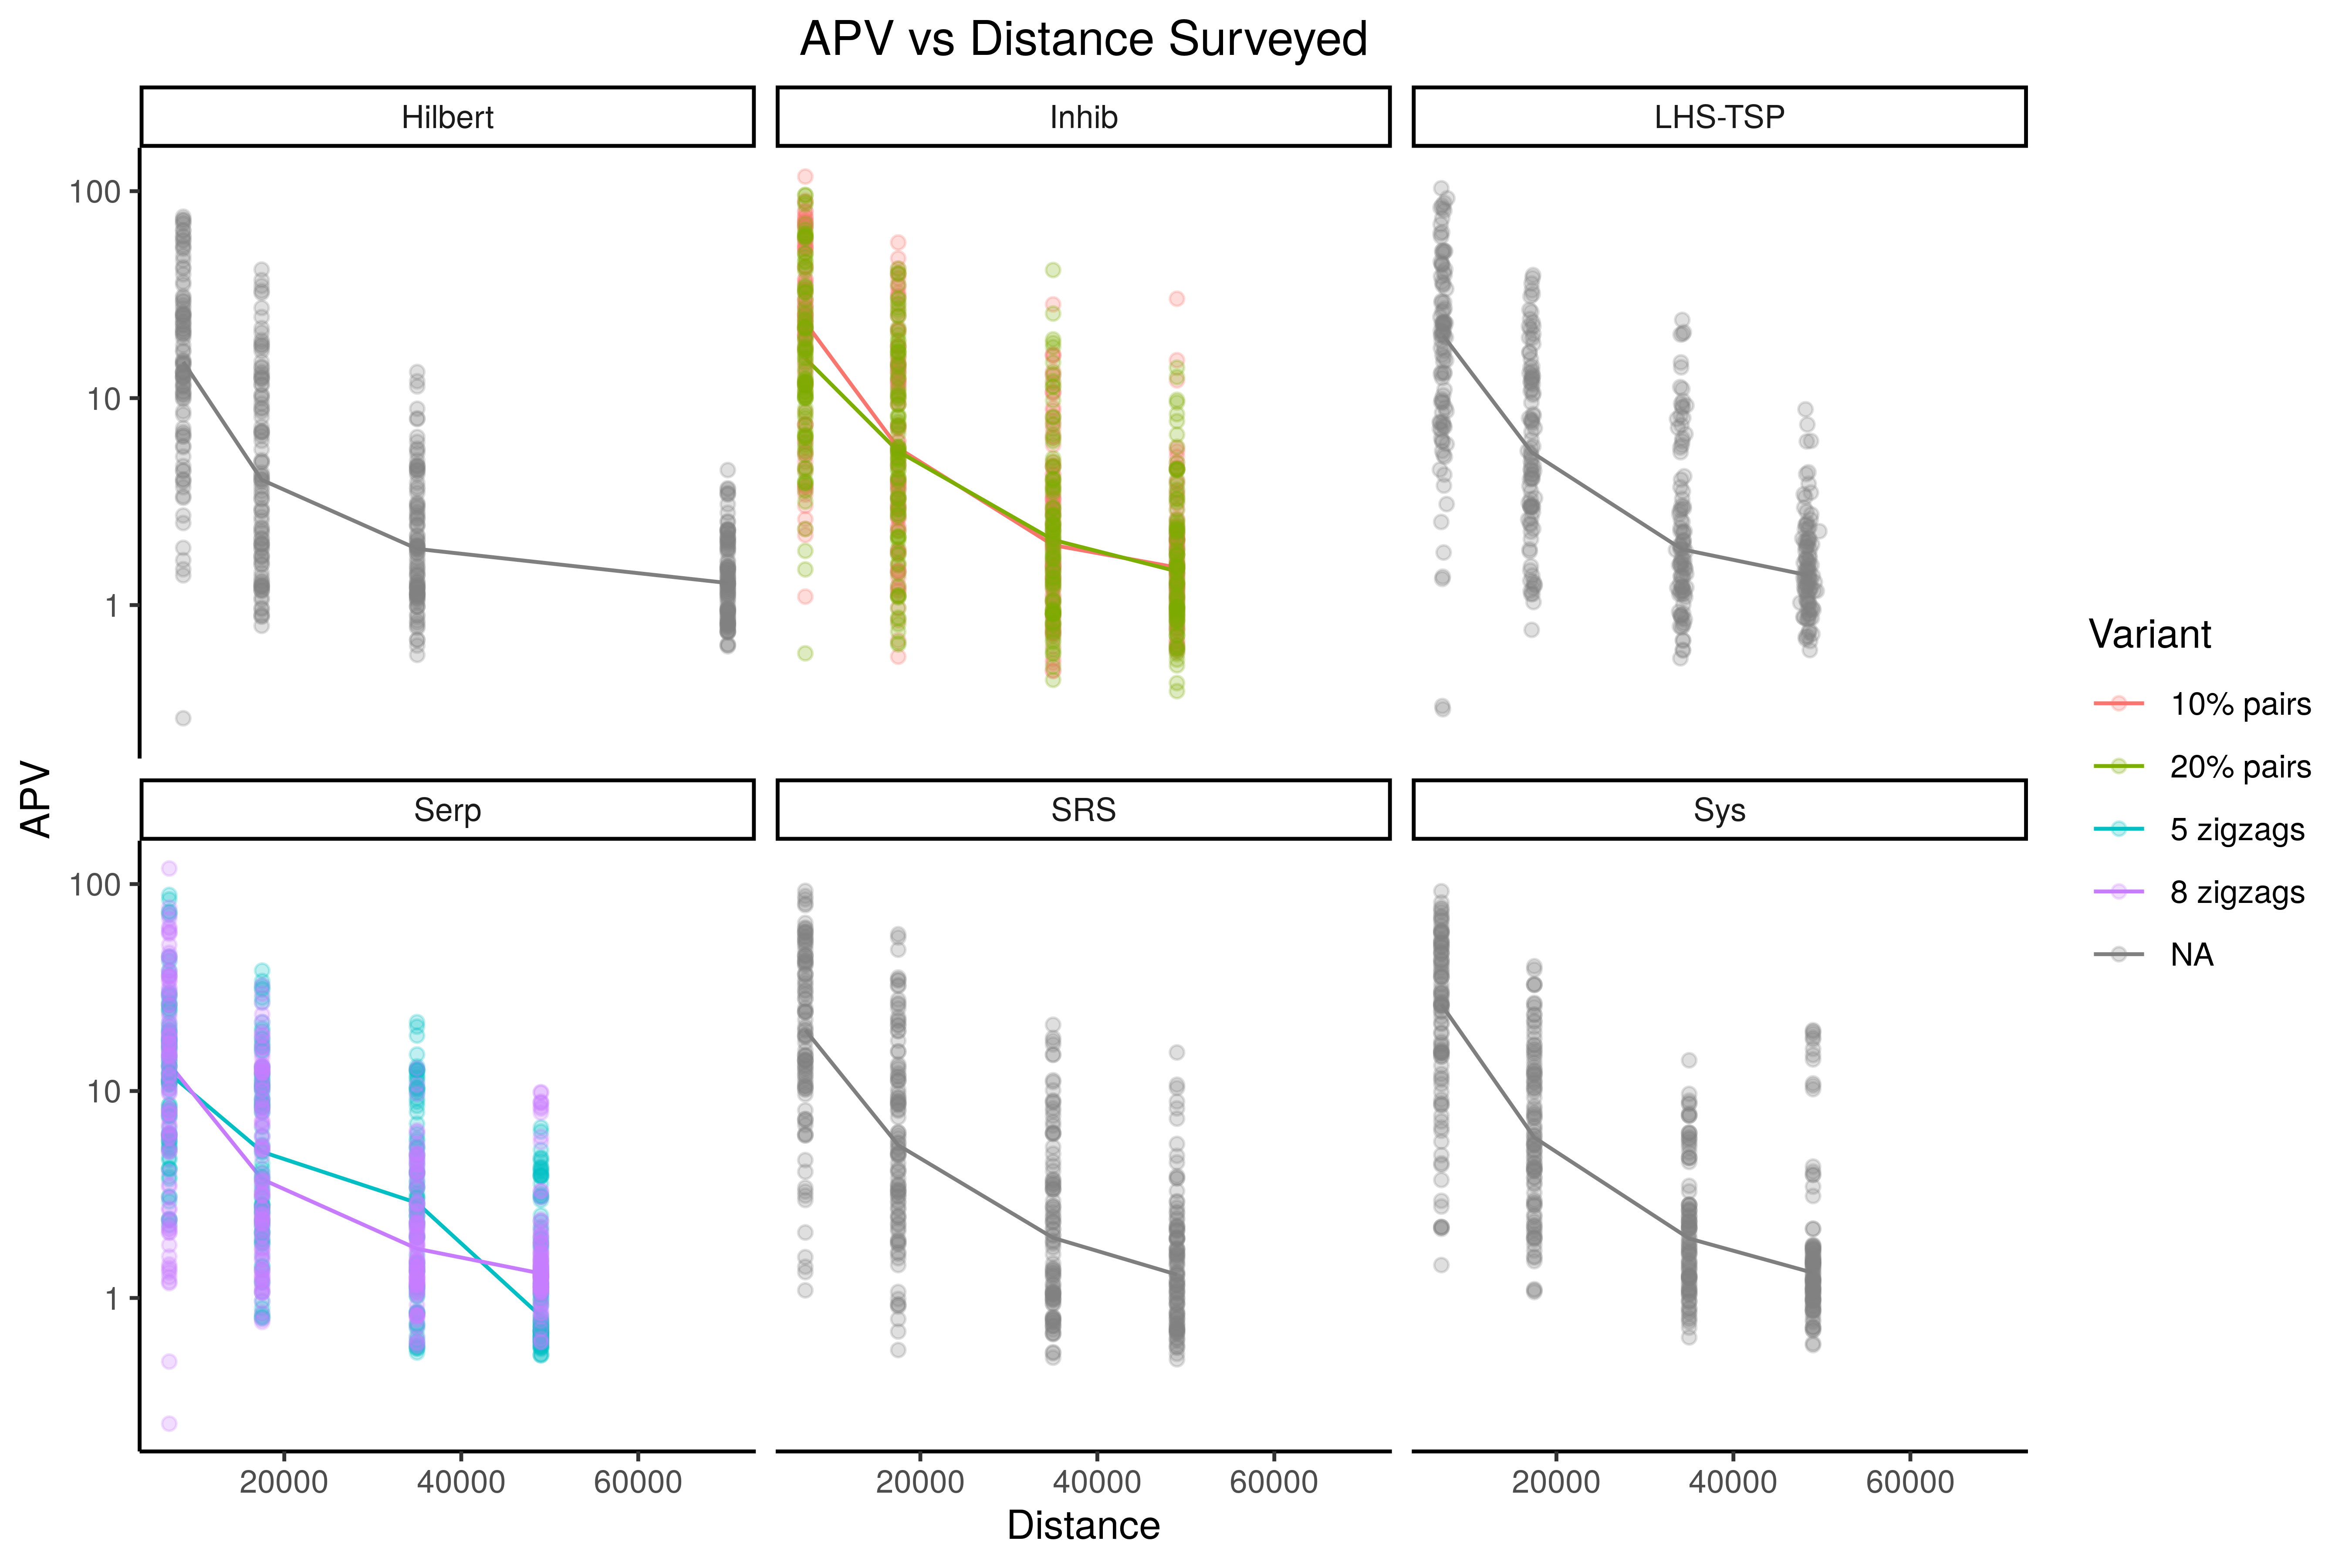 APV vs Distance Surveyed
Hilbert
Inhib
LHS-TSP
100
10
1
APV
Serp
SRS
Sys
100
10
1
20000
40000
60000
20000
40000
60000
20000
40000
60000
Distance
Variant
10% pairs
20% pairs
5 zigzags
8 zigzags
NA